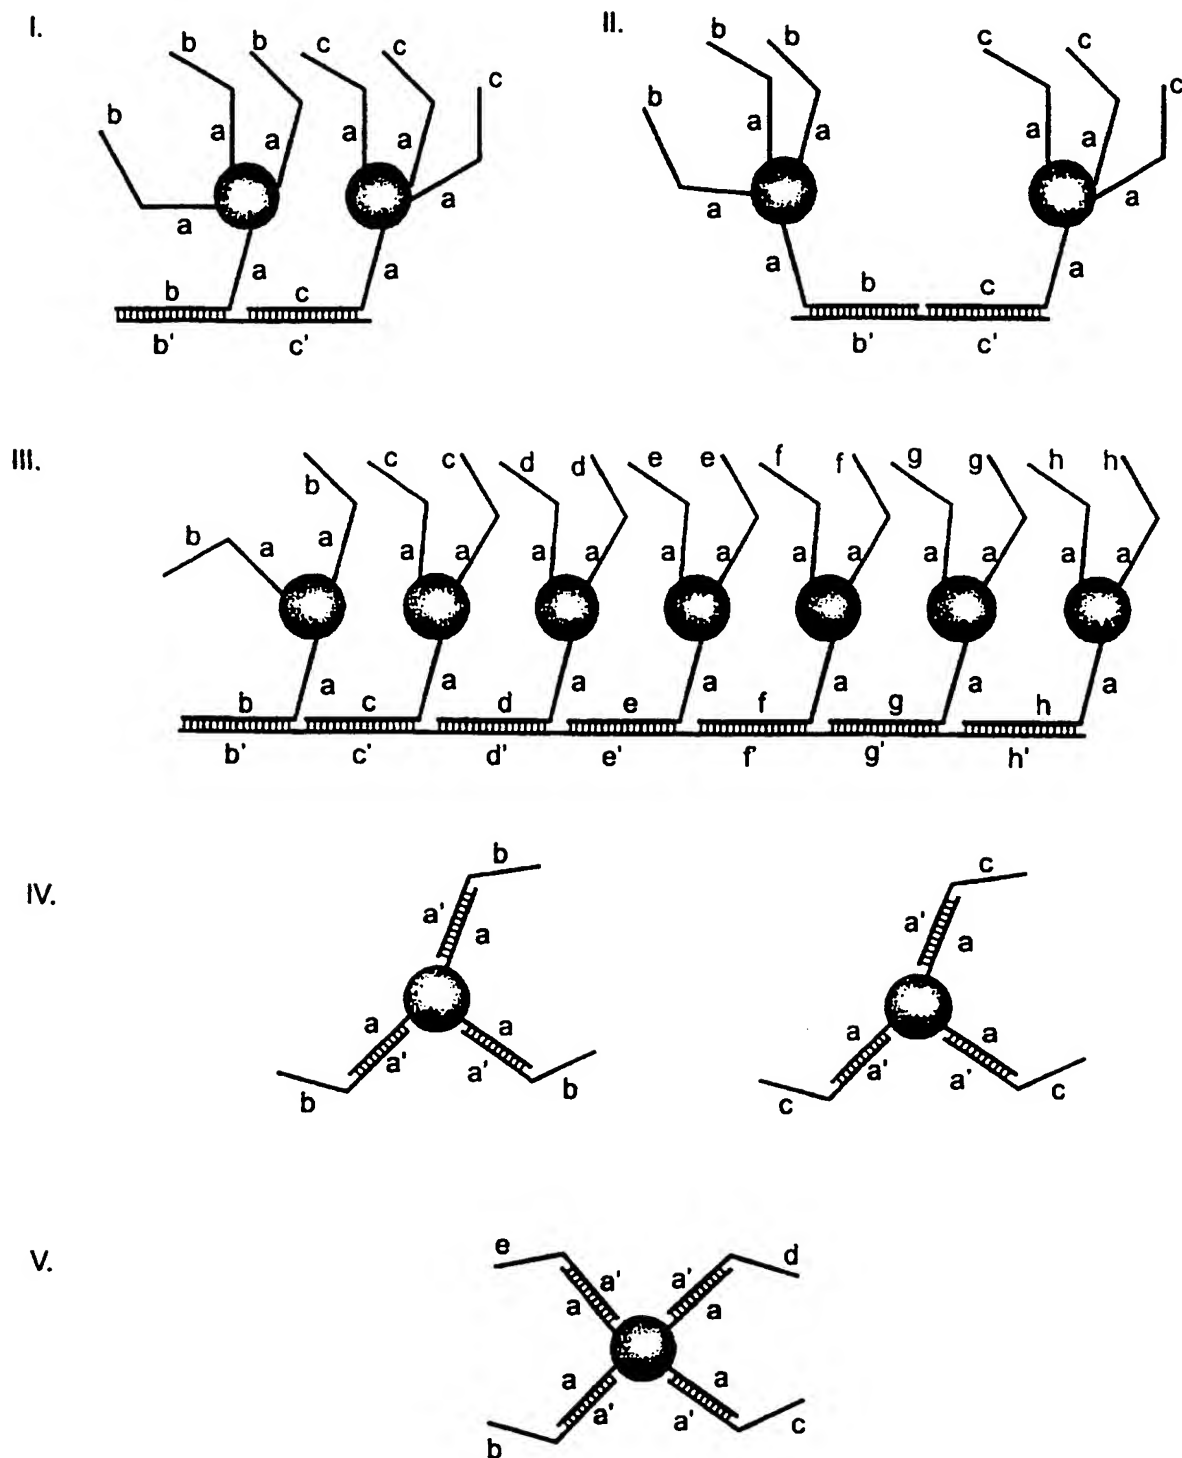 I. II.
b b c c c b b c c c b
a a a a a a a a a a a a
a a a a
b c b c
b' c' b' c'
III.
b b c c d d e e f f g g h h
a a a a a a a a a a a a a a
a a a a a a a
b c d e f g h
b' c' d' e' f' g' h'
IV.
b c
a' a a' a
a a a a
a' a' a' a'
b b c c
V.
e d
a' a'
a a
a a
a' a'
b c